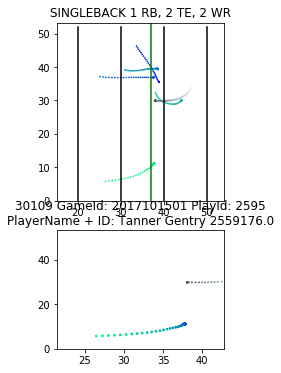 SINGLEBACK 1 RB, 2 TE, 2 WR
50
40
30
20
10
0
20 30 40 50
30109 GameId: 2017101501 PlayId: 2595
PlayerName + ID: Tanner Gentry 2559176.0
40
20
0
25 30 35 40